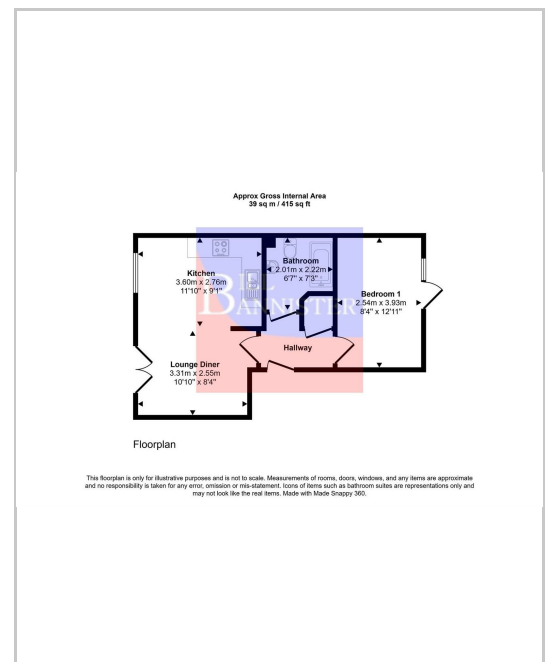 Approx Gross Internal Area
39 sq m / 415 sq ft
Kitchen
3.60m x 2.76m
11'10" x 9'1"
Bathroom
2.01m x 2.22m
6'7" x 7'3"
Bedroom 1
2.54m x 3.93m
8'4" x 12'11"
BILL
BANNISTER
Hallway
Lounge Diner
3.31m x 2.55m
10'10" x 8'4"
Floorplan
This floorplan is only for illustrative purposes and is not to scale. Measurements of rooms, doors, windows, and any items are approximate
and no responsibility is taken for any error, omission or mis-statement. Icons of items such as bathroom suites are representations only and
may not look like the real items. Made with Made Snappy 360.